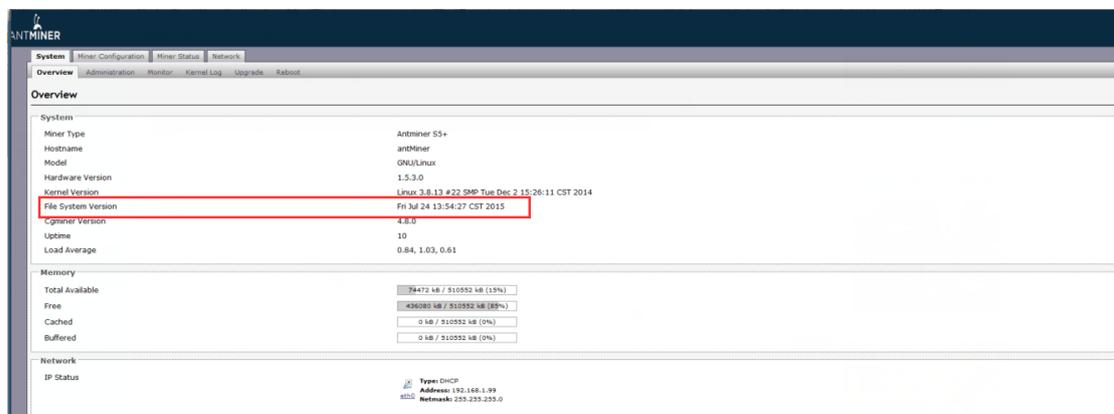 ANTMINER
System Miner Configuration Miner Status Network
Overview Administration Monitor Kernel Log Upgrade Reboot
Overview
System
Miner Type Antminer S5+
Hostname antMiner
Model GNU/Linux
Hardware Version 1.5.3.0
Kernel Version Linux 3.8.13 #22 SMP Tue Dec 2 15:26:11 CST 2014
File System Version Fri Jul 24 13:54:27 CST 2015
Cgminer Version 4.8.0
Uptime 10
Load Average 0.84, 1.03, 0.61
Memory
Total Available 74472 kB / 510552 kB (15%)
Free 436080 kB / 510552 kB (85%)
Cached 0 kB / 510552 kB (0%)
Buffered 0 kB / 510552 kB (0%)
Network
IP Status Type: DHCP
Address: 192.168.1.99
eth0 Netmask: 255.255.255.0